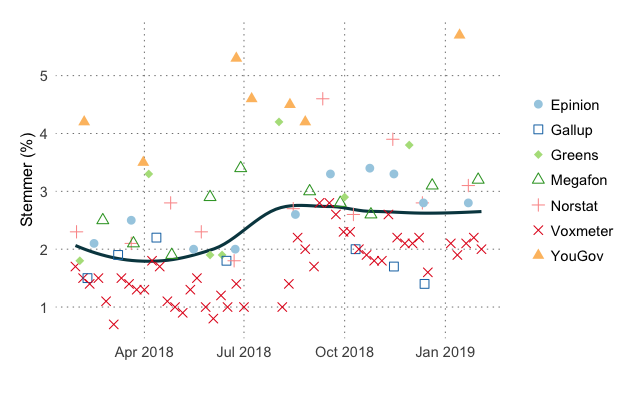 Stemmer (%)
5
4
3
2
1
Apr 2018
Jul 2018
Oct 2018
Jan 2019
Epinion
Gallup
Greens
Megafon
Norstat
Voxmeter
YouGov